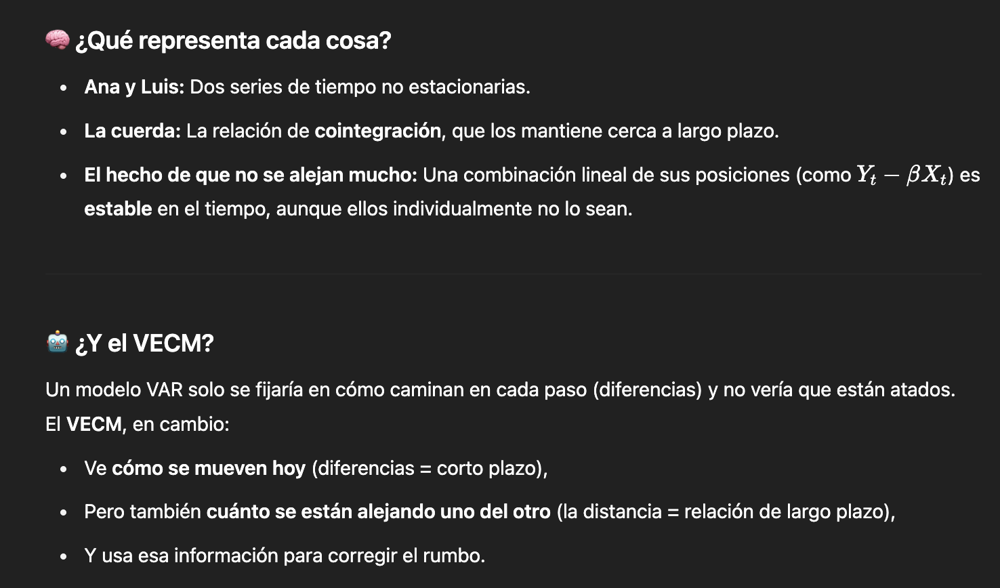 🧠 ¿Qué representa cada cosa?
• Ana y Luis: Dos series de tiempo no estacionarias.
• La cuerda: La relación de cointegración, que los mantiene cerca a largo plazo.
• El hecho de que no se alejan mucho: Una combinación lineal de sus posiciones (como $Y_t - \beta X_t$) es
estable en el tiempo, aunque ellos individualmente no lo sean.
🤖 ¿Y el VECM?
Un modelo VAR solo se fijaría en cómo caminan en cada paso (diferencias) y no vería que están atados.
El VECM, en cambio:
• Ve cómo se mueven hoy (diferencias = corto plazo),
• Pero también cuánto se están alejando uno del otro (la distancia = relación de largo plazo),
• Y usa esa información para corregir el rumbo.